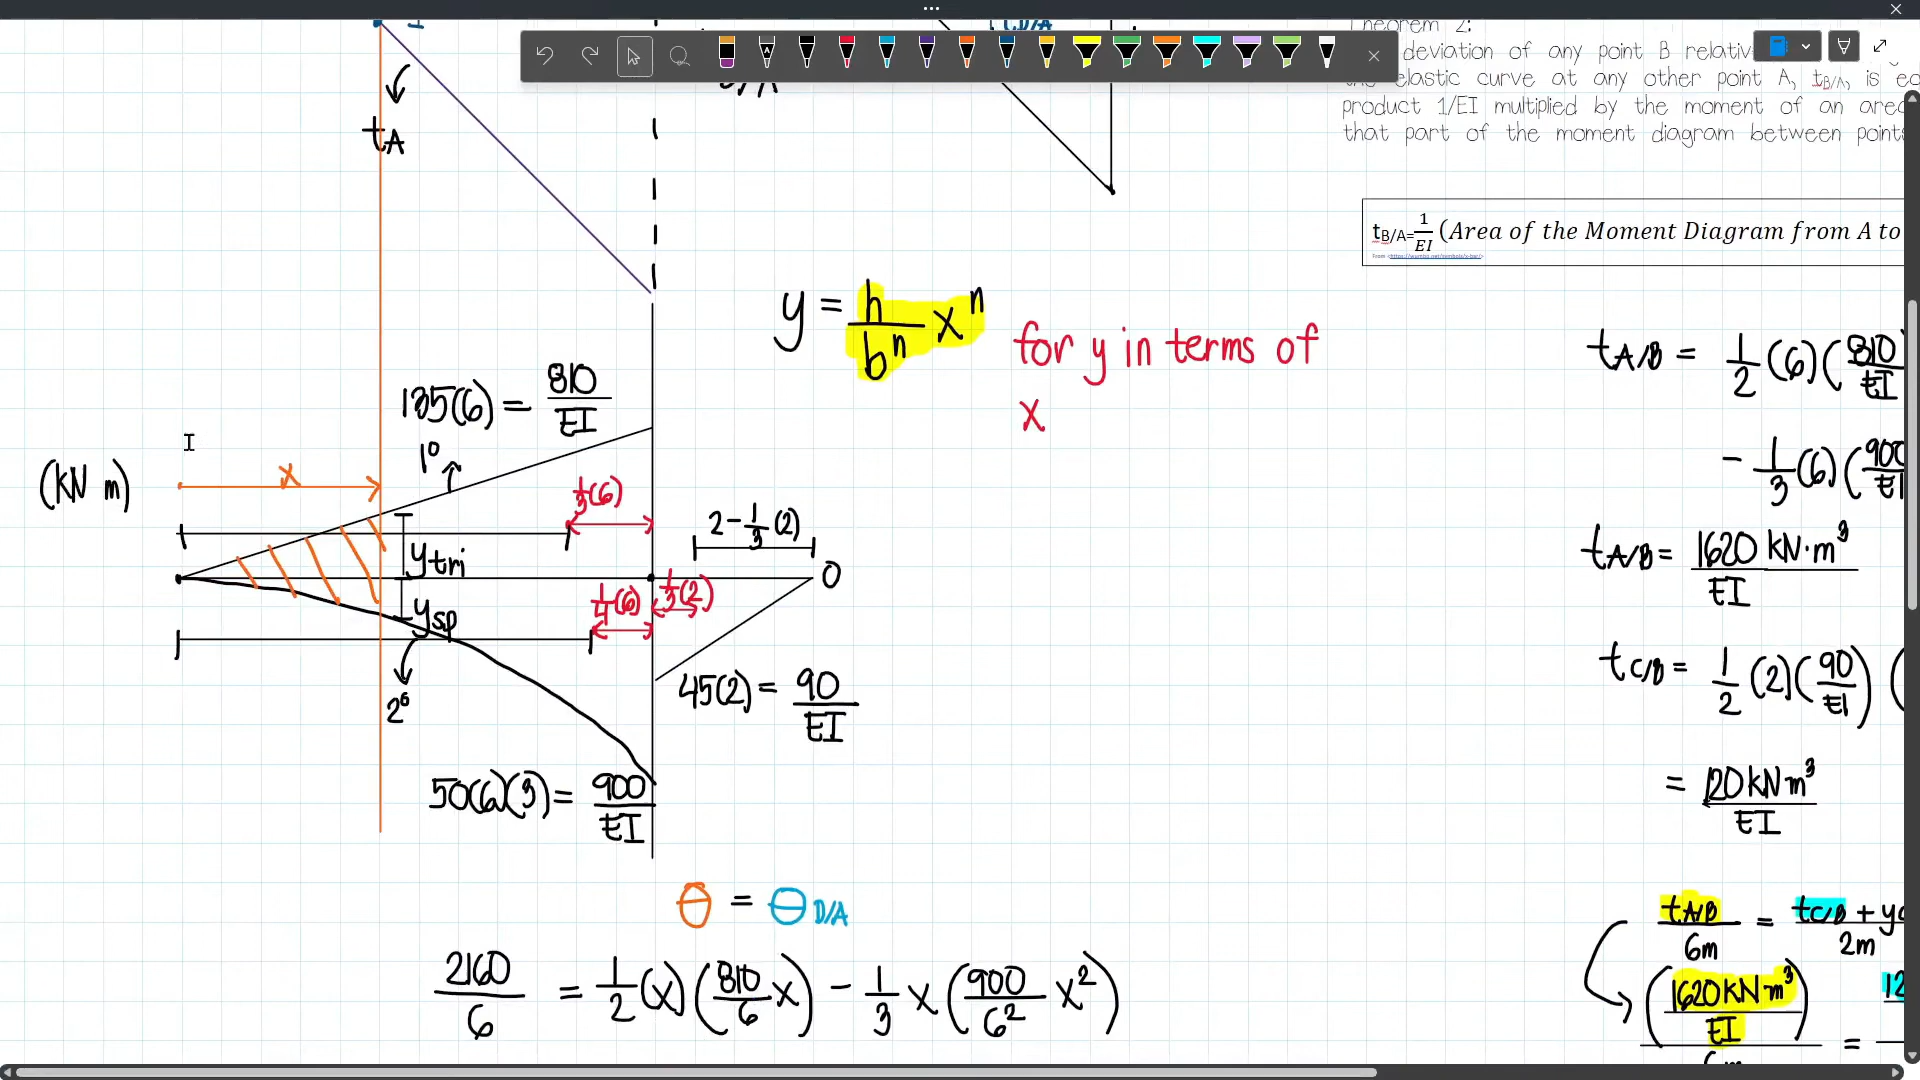 Theorem 2:
deviation of any point B relativ
elastic curve at any other point A, tB/A, is eq
product 1/EI multiplied by the moment of an area
that part of the moment diagram between points
tA
tB/A= 1/EI (Area of the Moment Diagram from A to
y = h/b^n x^n
for y in terms of
x
135(6) = 810/EI
1°
(kN m)
x
1/3(6)
2-1/3(2)
ytri
0
1/4(6)
1/3(2)
ysp
2°
45(2) = 90/EI
50(6)(3) = 900/EI
θ = θD/A
2160/6 = 1/2(x)(810/6 x) - 1/3 x(900/6² x²)
tA/B = 1/2(6)(810/EI
- 1/3(6)(900/EI
tA/B = 1620 kN·m³/EI
tC/B = 1/2(2)(90/EI)(
= 120 kN m³/EI
tA/B/6m = tC/B + yc/2m
(1620 KN m³/EI)/6m = 12